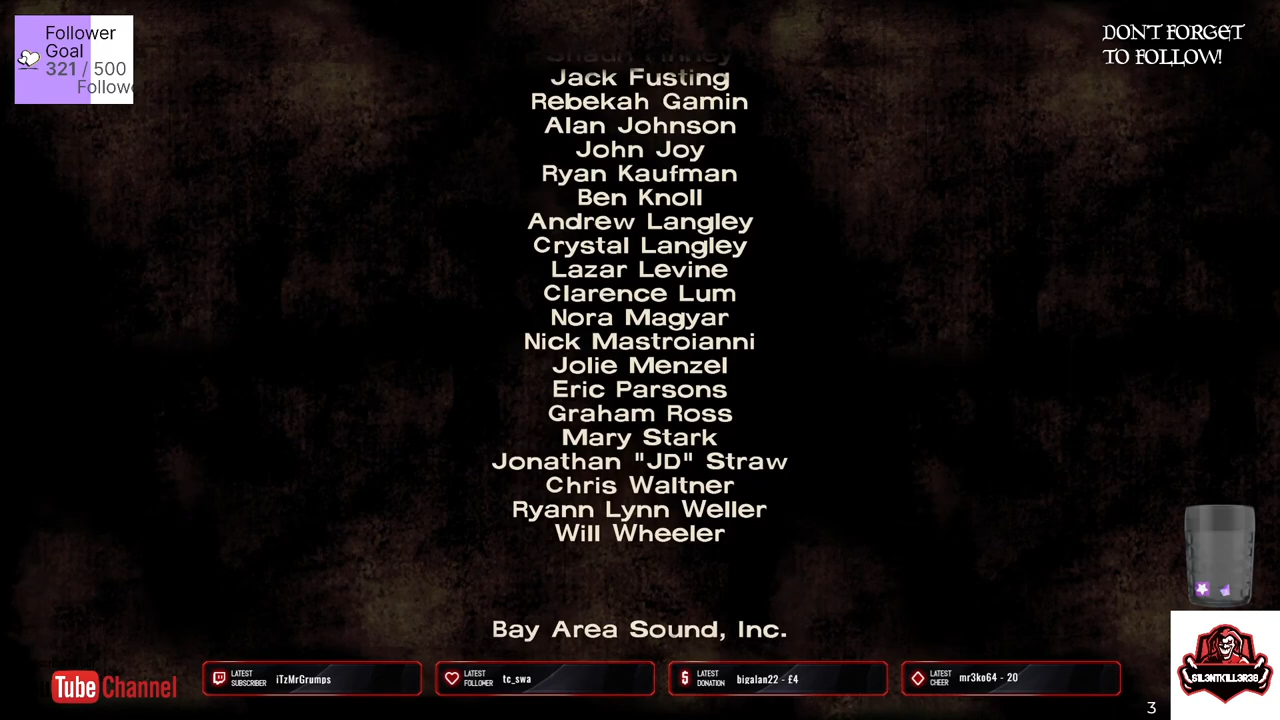 Follower
Goal
321 / 500
Followe
DON'T FORGET
TO FOLLOW!
Jack Fusting
Rebekah Gamin
Alan Johnson
John Joy
Ryan Kaufman
Ben Knoll
Andrew Langley
Crystal Langley
Lazar Levine
Clarence Lum
Nora Magyar
Nick Mastroianni
Jolie Menzel
Eric Parsons
Graham Ross
Mary Stark
Jonathan "JD" Straw
Chris Waltner
Ryann Lynn Weller
Will Wheeler
Bay Area Sound, Inc.
YouTube Channel
LATEST
SUBSCRIBER
iTzMrGrumps
LATEST
FOLLOWER
tc_swa
LATEST
DONATION
bigalan22 - £4
LATEST
CHEER
mr3ko64 - 20
3
S1L3NTK1LL3R36